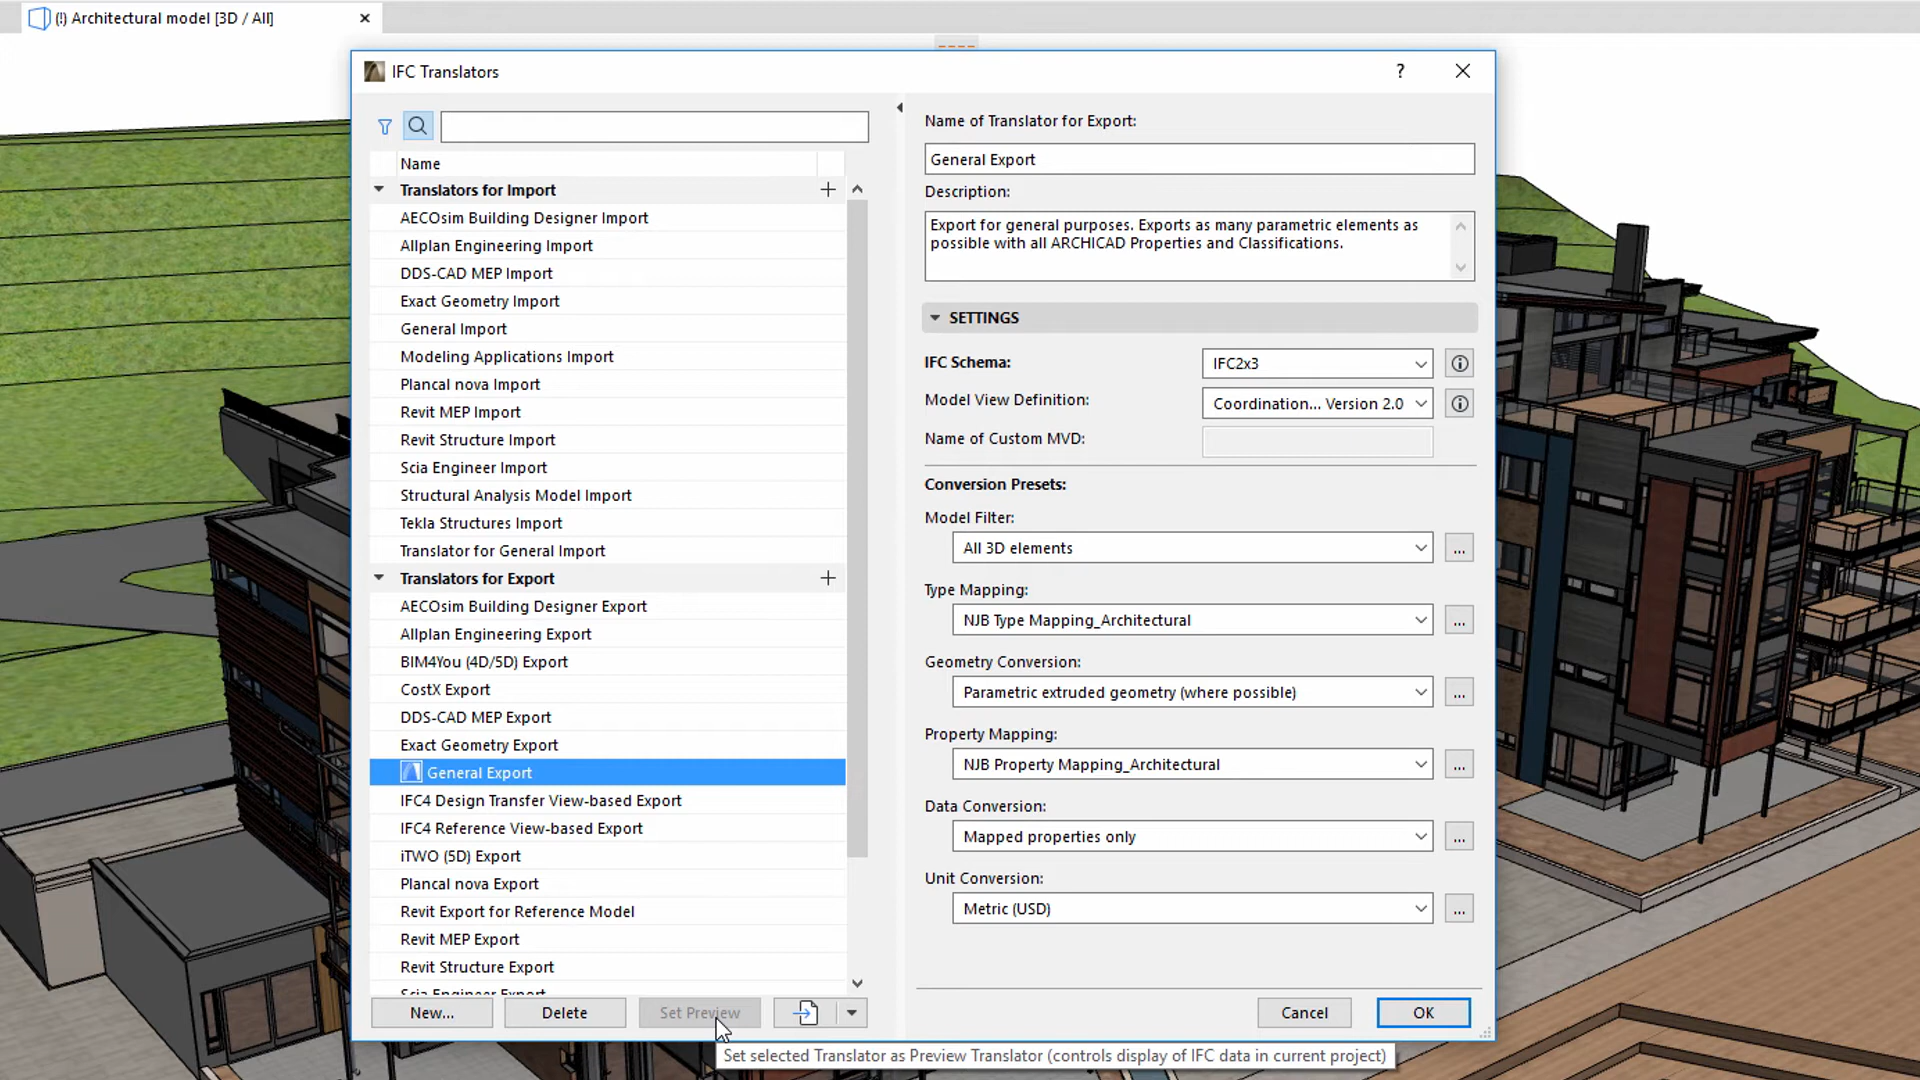 (!) Architectural model [3D / All]
IFC Translators
?
Name
Translators for Import
AECOsim Building Designer Import
Allplan Engineering Import
DDS-CAD MEP Import
Exact Geometry Import
General Import
Modeling Applications Import
Plancal nova Import
Revit MEP Import
Revit Structure Import
Scia Engineer Import
Structural Analysis Model Import
Tekla Structures Import
Translator for General Import
Translators for Export
AECOsim Building Designer Export
Allplan Engineering Export
BIM4You (4D/5D) Export
CostX Export
DDS-CAD MEP Export
Exact Geometry Export
General Export
IFC4 Design Transfer View-based Export
IFC4 Reference View-based Export
iTWO (5D) Export
Plancal nova Export
Revit Export for Reference Model
Revit MEP Export
Revit Structure Export
Scia Engineer Export
New...
Delete
Set Preview
Name of Translator for Export:
General Export
Description:
Export for general purposes. Exports as many parametric elements as
possible with all ARCHICAD Properties and Classifications.
SETTINGS
IFC Schema:
IFC2x3
Model View Definition:
Coordination... Version 2.0
Name of Custom MVD:
Conversion Presets:
Model Filter:
All 3D elements
...
Type Mapping:
NJB Type Mapping_Architectural
...
Geometry Conversion:
Parametric extruded geometry (where possible)
...
Property Mapping:
NJB Property Mapping_Architectural
...
Data Conversion:
Mapped properties only
...
Unit Conversion:
Metric (USD)
...
Cancel
OK
Set selected Translator as Preview Translator (controls display of IFC data in current project)